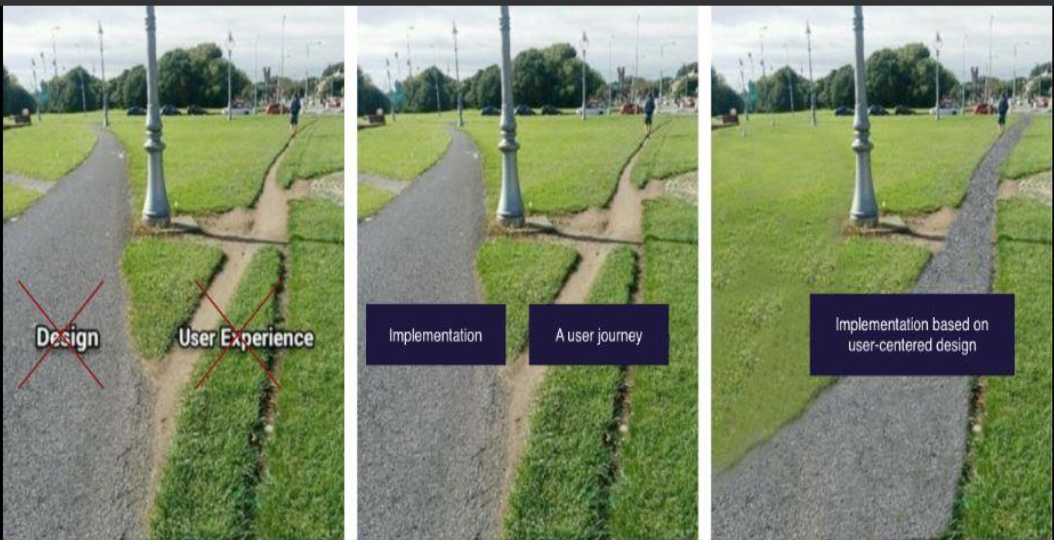 Design
User Experience
Implementation
A user journey
Implementation based on
user-centered design